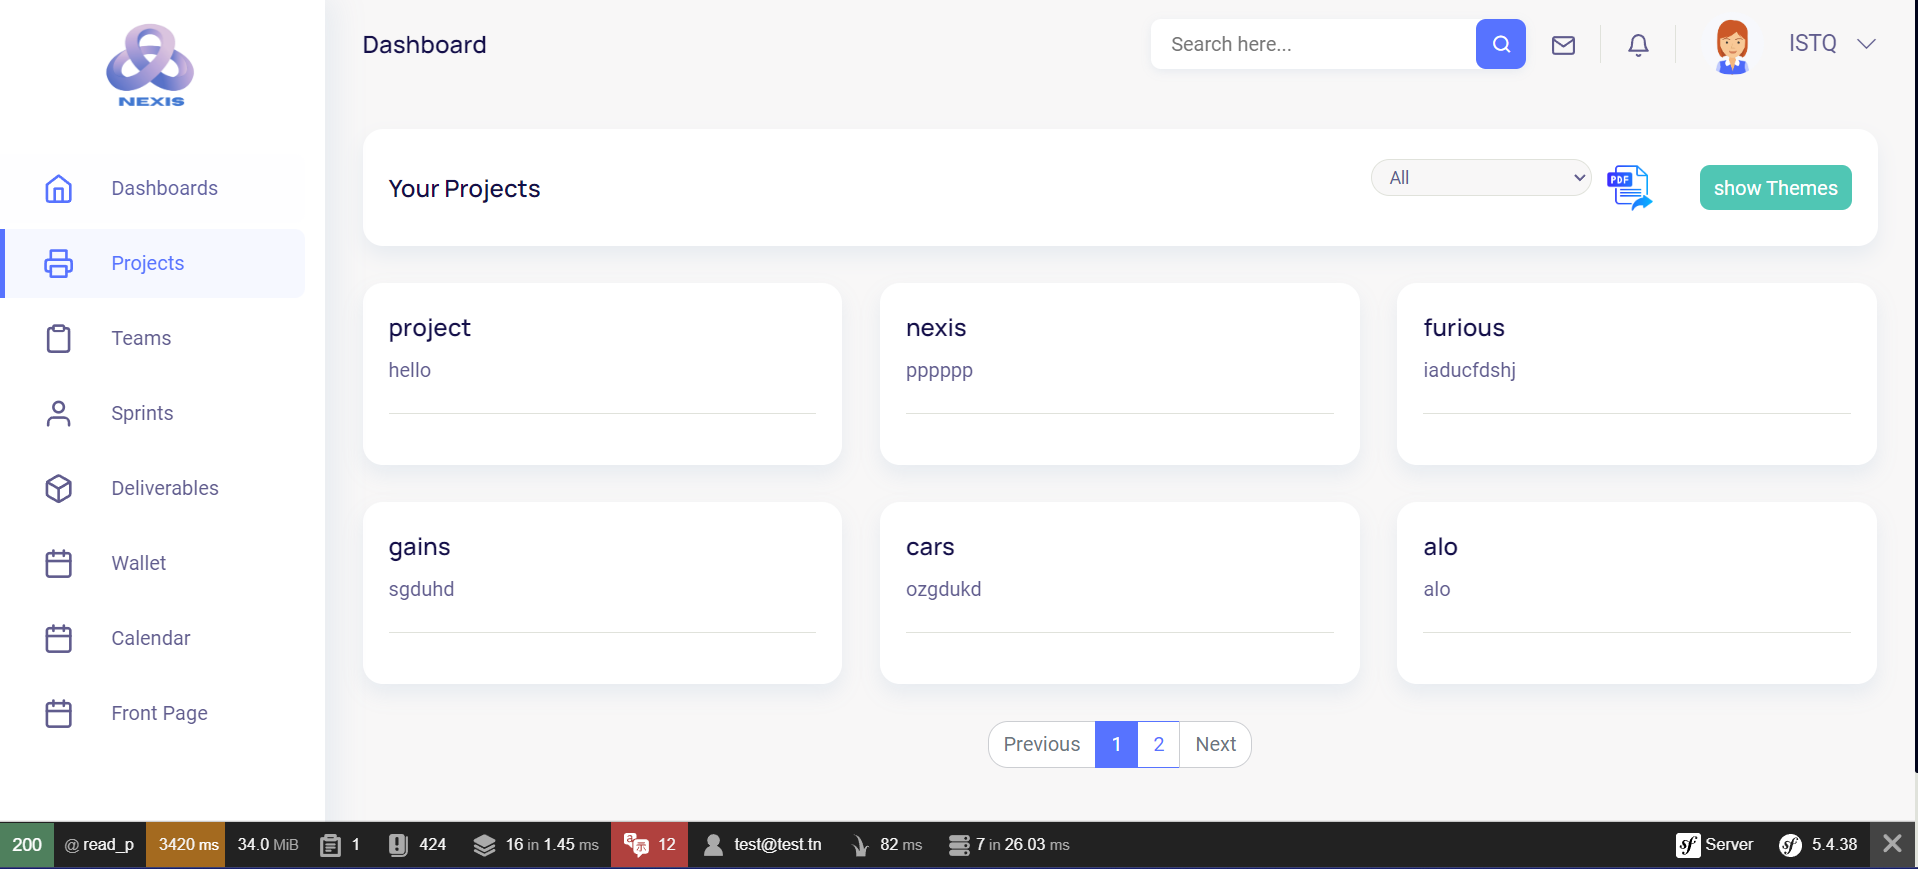 NEXIS
Dashboard
Search here...
ISTQ
Dashboards
Projects
Teams
Sprints
Deliverables
Wallet
Calendar
Front Page
Your Projects
All
PDF
show Themes
project
hello
nexis
pppppp
furious
iaducfdshj
gains
sgduhd
cars
ozgdukd
alo
alo
Previous 1 2 Next
200 @ read_p 3420 ms 34.0 MiB 1 424 16 in 1.45 ms 12 test@test.tn 82 ms 7 in 26.03 ms sf Server sf 5.4.38